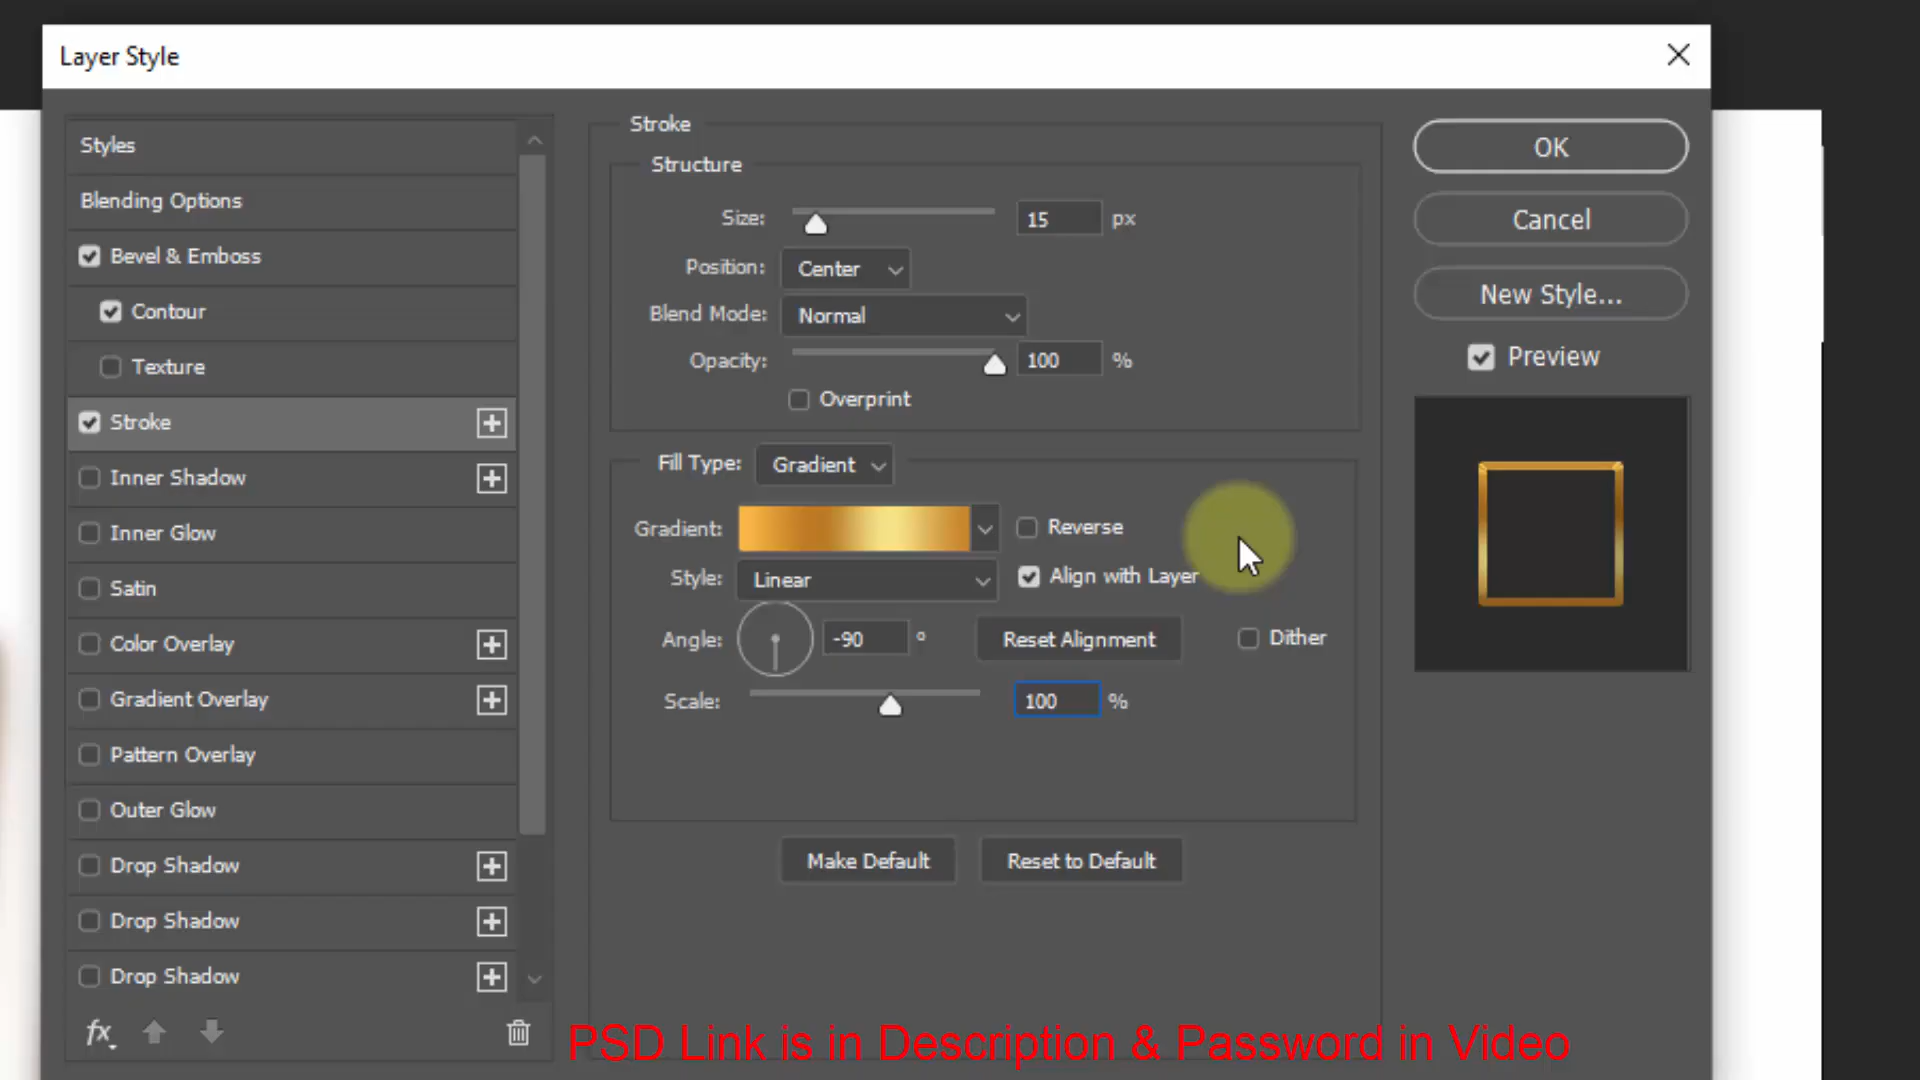 Layer Style
Styles
Blending Options
Bevel & Emboss
Contour
Texture
Stroke
Inner Shadow
Inner Glow
Satin
Color Overlay
Gradient Overlay
Pattern Overlay
Outer Glow
Drop Shadow
Drop Shadow
Drop Shadow
fx
Stroke
Structure
Size: 15 px
Position: Center
Blend Mode: Normal
Opacity: 100 %
Overprint
Fill Type: Gradient
Gradient: Reverse
Style: Linear Align with Layer
Angle: -90 ° Reset Alignment Dither
Scale: 100 %
Make Default Reset to Default
OK
Cancel
New Style...
Preview
PSD Link is in Description & Password in Video